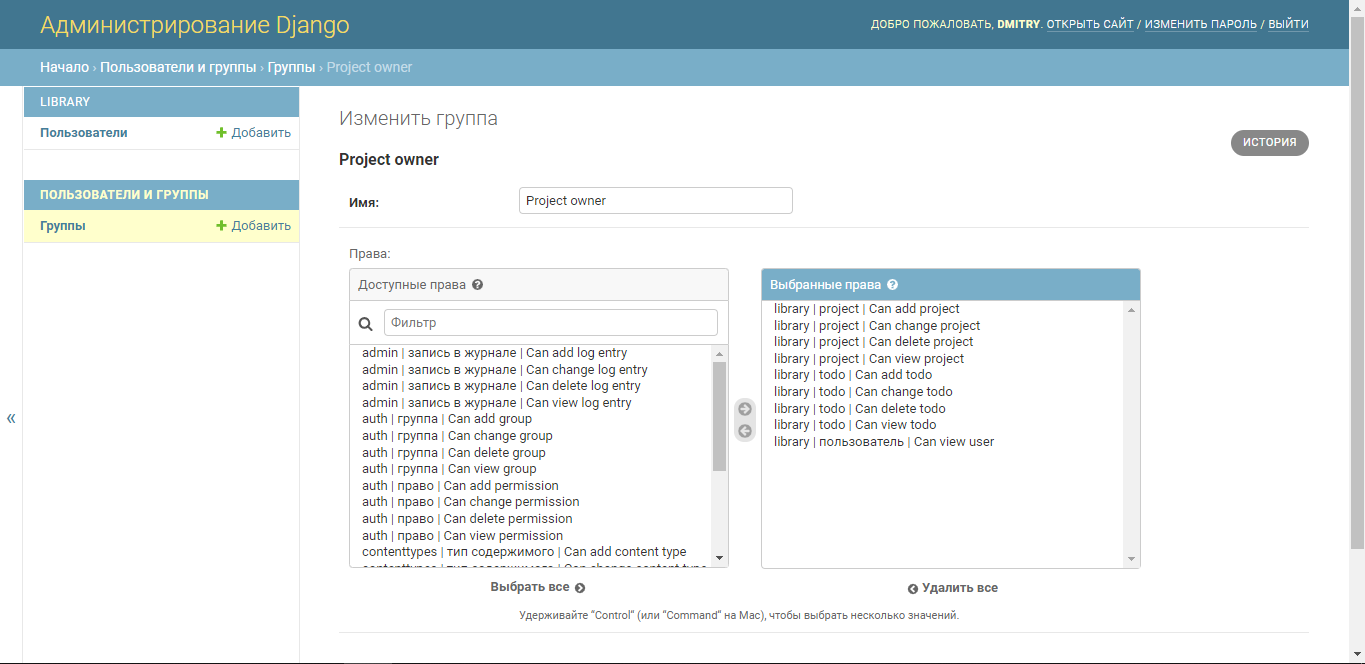 Администрирование Django
ДОБРО ПОЖАЛОВАТЬ, DMITRY. ОТКРЫТЬ САЙТ / ИЗМЕНИТЬ ПАРОЛЬ / ВЫЙТИ
Начало › Пользователи и группы › Группы › Project owner
LIBRARY
Пользователи Добавить
ПОЛЬЗОВАТЕЛИ И ГРУППЫ
Группы Добавить
«
Изменить группа
ИСТОРИЯ
Project owner
Имя: Project owner
Права:
Доступные права
Фильтр
admin | запись в журнале | Can add log entry
admin | запись в журнале | Can change log entry
admin | запись в журнале | Can delete log entry
admin | запись в журнале | Can view log entry
auth | группа | Can add group
auth | группа | Can change group
auth | группа | Can delete group
auth | группа | Can view group
auth | право | Can add permission
auth | право | Can change permission
auth | право | Can delete permission
auth | право | Can view permission
contenttypes | тип содержимого | Can add content type
contenttypes | тип содержимого | Can change content type
Выбрать все
Выбранные права
library | project | Can add project
library | project | Can change project
library | project | Can delete project
library | project | Can view project
library | todo | Can add todo
library | todo | Can change todo
library | todo | Can delete todo
library | todo | Can view todo
library | пользователь | Can view user
Удалить все
Удерживайте “Control“ (или “Command“ на Mac), чтобы выбрать несколько значений.